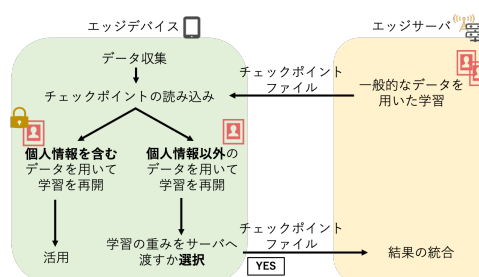 エッジデバイス
エッジサーバ
データ収集
チェックポイントの読み込み
チェックポイント
ファイル
一般的なデータを
用いた学習
個人情報を含む
データを用いて
学習を再開
個人情報以外の
データを用いて
学習を再開
活用
学習の重みをサーバへ
渡すか選択
チェックポイント
ファイル
YES
結果の統合